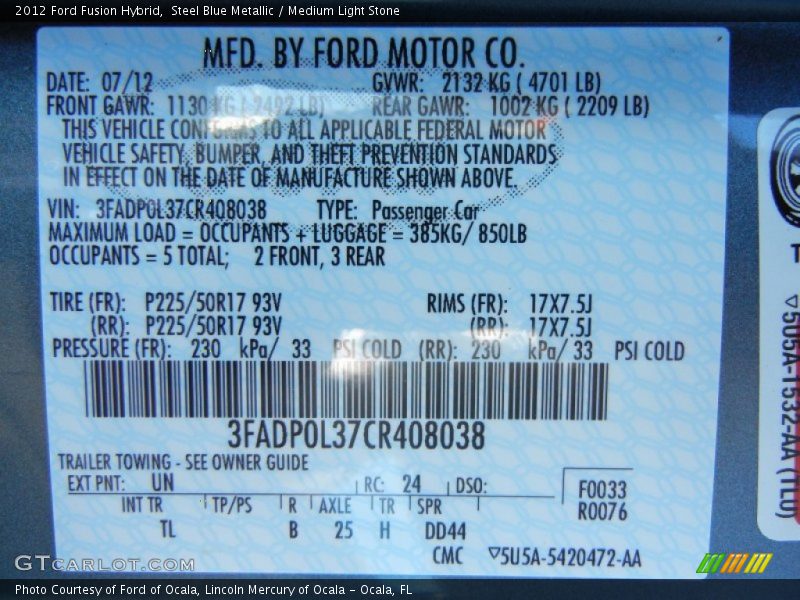 2012 Ford Fusion Hybrid,  Steel Blue Metallic / Medium Light Stone
MFD. BY FORD MOTOR CO.
DATE: 07/12 GVWR: 2132 KG ( 4701 LB)
FRONT GAWR: 1130 KG ( 2492 LB) REAR GAWR: 1002 KG ( 2209 LB)
THIS VEHICLE CONFORMS TO ALL APPLICABLE FEDERAL MOTOR
VEHICLE SAFETY, BUMPER, AND THEFT PREVENTION STANDARDS
IN EFFECT ON THE DATE OF MANUFACTURE SHOWN ABOVE.
VIN: 3FADP0L37CR408038 TYPE: Passenger Car
MAXIMUM LOAD = OCCUPANTS + LUGGAGE = 385KG/ 850LB
OCCUPANTS = 5 TOTAL; 2 FRONT, 3 REAR
TIRE (FR): P225/50R17 93V RIMS (FR): 17X7.5J
(RR): P225/50R17 93V (RR): 17X7.5J
PRESSURE (FR): 230 kPa/ 33 PSI COLD (RR): 230 kPa/ 33 PSI COLD
3FADP0L37CR408038
TRAILER TOWING - SEE OWNER GUIDE
EXT PNT: UN RC: 24 DSO: F0033
INT TR TP/PS R AXLE TR SPR R0076
TL B 25 H DD44
CMC ▽5U5A-5420472-AA
▽5U5A-1532-AA (TLU)
GTCARLOT.COM
Photo Courtesy of Ford of Ocala, Lincoln Mercury of Ocala - Ocala, FL